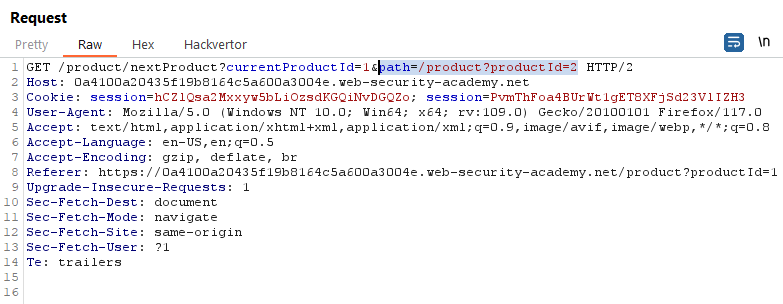 Request
Pretty Raw Hex Hackvertor \n
1 GET /product/nextProduct?currentProductId=1&path=/product?productId=2 HTTP/2
2 Host: 0a4100a20435f19b8164c5a600a3004e.web-security-academy.net
3 Cookie: session=hCZlQsa2Mxxyw5bLiOzsdKGQiNvDGQZo; session=PvmThFoa4BUrWt1gET8XFjSd23VlIZH3
4 User-Agent: Mozilla/5.0 (Windows NT 10.0; Win64; x64; rv:109.0) Gecko/20100101 Firefox/117.0
5 Accept: text/html,application/xhtml+xml,application/xml;q=0.9,image/avif,image/webp,*/*;q=0.8
6 Accept-Language: en-US,en;q=0.5
7 Accept-Encoding: gzip, deflate, br
8 Referer: https://0a4100a20435f19b8164c5a600a3004e.web-security-academy.net/product?productId=1
9 Upgrade-Insecure-Requests: 1
10 Sec-Fetch-Dest: document
11 Sec-Fetch-Mode: navigate
12 Sec-Fetch-Site: same-origin
13 Sec-Fetch-User: ?1
14 Te: trailers
15
16